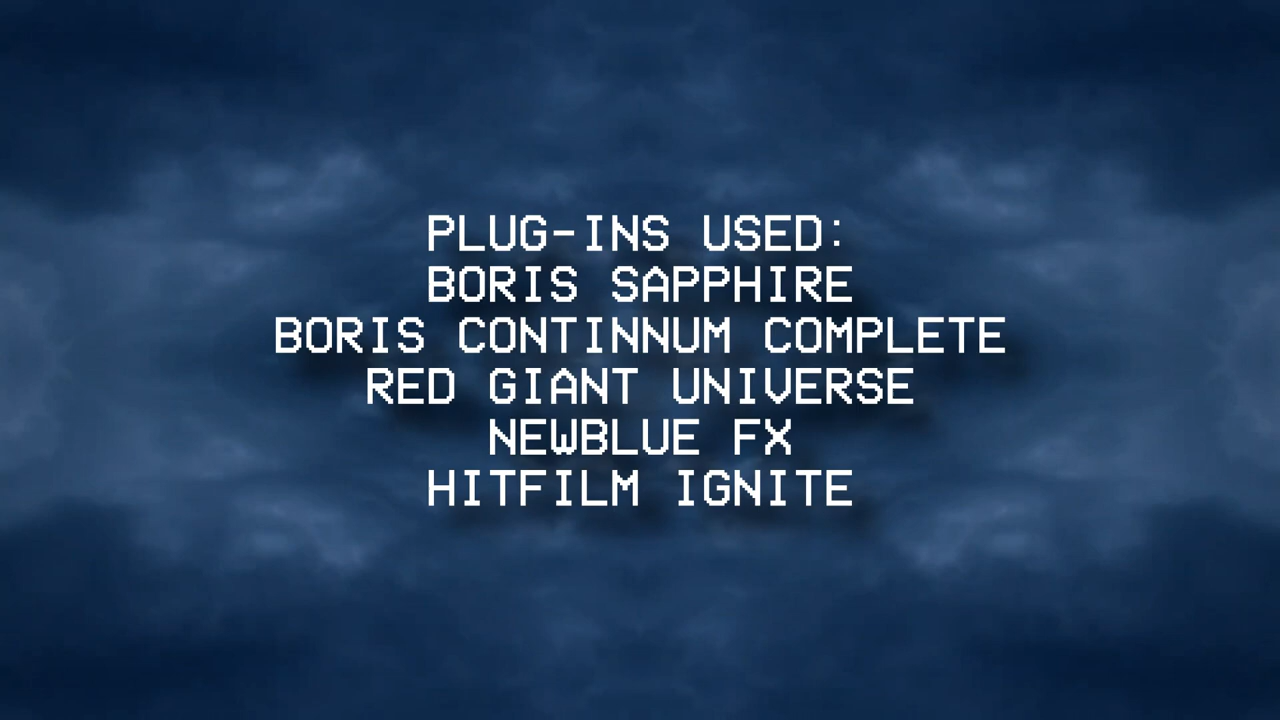 PLUG-INS USED:
BORIS SAPPHIRE
BORIS CONTINNUM COMPLETE
RED GIANT UNIVERSE
NEWBLUE FX
HITFILM IGNITE